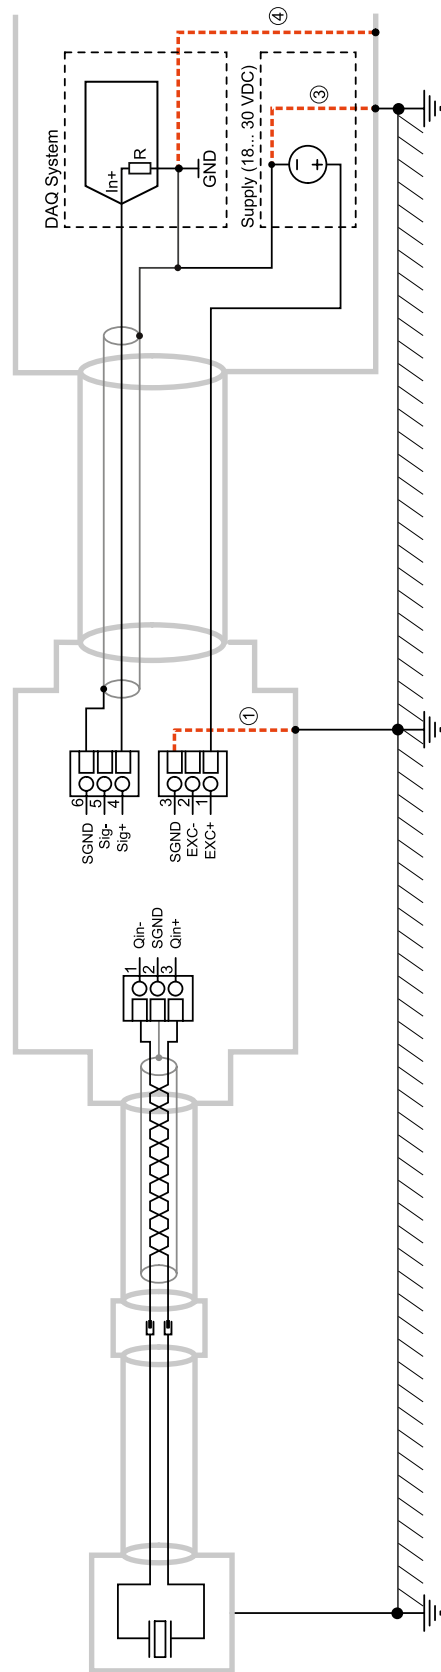 ④
③
DAQ System
In+
R
GND
Supply (18... 30 VDC)
- +
①
6
5
4
SGND
Sig-
Sig+
3
2
1
SGND
EXC-
EXC+
1
2
3
Qin-
SGND
Qin+